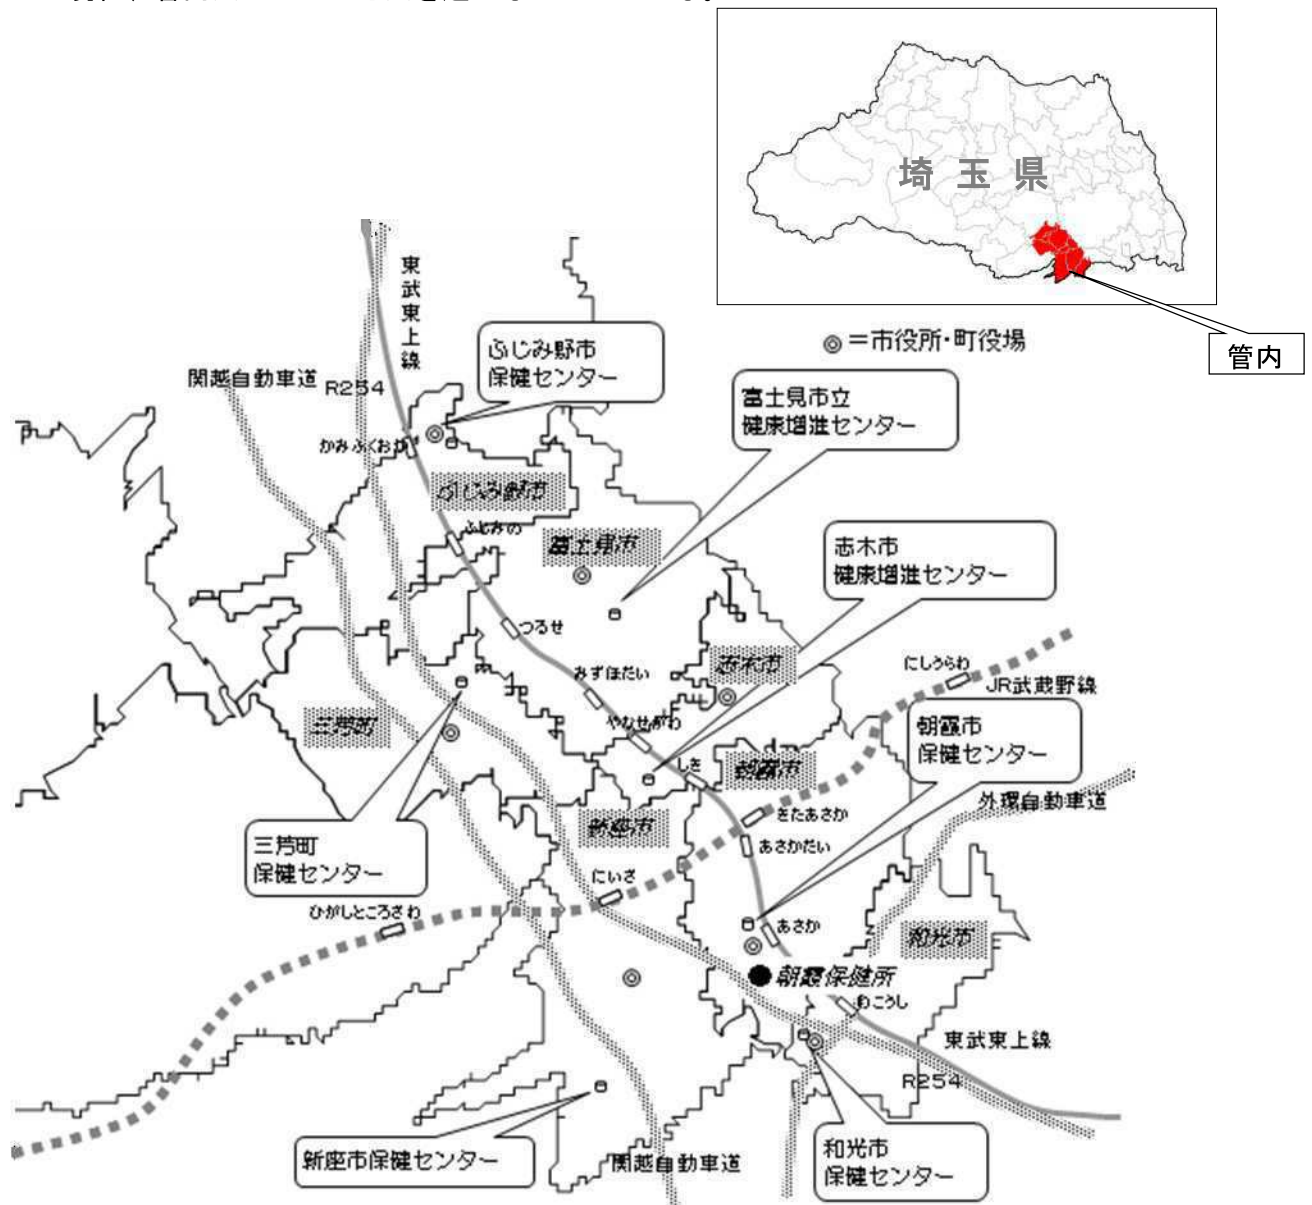 埼玉県
管内
◎=市役所・町役場
東武東上線
ふじみ野市
保健センター
関越自動車道
R254
富士見市立
健康増進センター
かみふくおか
ふじみ野市
ふじみの
富士見市
志木市
健康増進センター
つるせ
志木市
にしうらわ
みずほだい
JR武蔵野線
三芳町
やなせがわ
朝霞市
保健センター
しき
朝霞市
外環自動車道
きたあさか
新座市
三芳町
保健センター
あさかだい
にいざ
ひがしところざわ
あさか
和光市
朝霞保健所
わこうし
東武東上線
R254
新座市保健センター
関越自動車道
和光市
保健センター